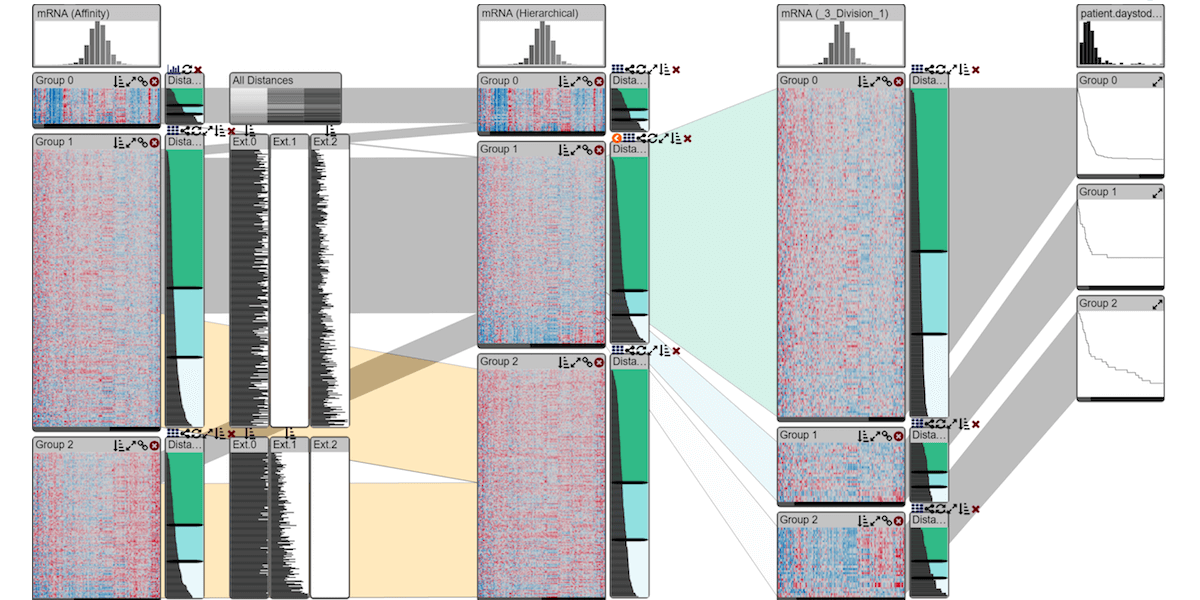 mRNA (Affinity)
mRNA (Hierarchical)
mRNA (_3_Division_1)
patient.daystod...
Group 0
Dista...
All Distances
Group 0
Dista...
Group 0
Dista...
Group 0
Group 1
Dista...
Ext.0
Ext.1
Ext.2
Group 1
Dista...
Group 1
Group 2
Dista...
Group 2
Group 1
Dista...
Group 2
Dista...
Ext.0
Ext.1
Ext.2
Group 2
Dista...